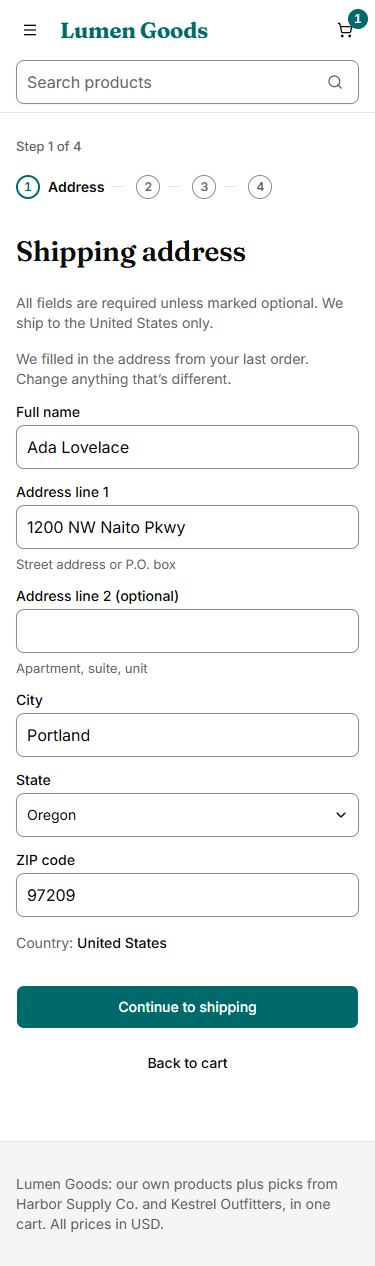 Lumen Goods
1
Search products
Step 1 of 4
1 Address 2 3 4
Shipping address
All fields are required unless marked optional. We
ship to the United States only.
We filled in the address from your last order.
Change anything that’s different.
Full name
Ada Lovelace
Address line 1
1200 NW Naito Pkwy
Street address or P.O. box
Address line 2 (optional)
Apartment, suite, unit
City
Portland
State
Oregon
ZIP code
97209
Country: United States
Continue to shipping
Back to cart
Lumen Goods: our own products plus picks from
Harbor Supply Co. and Kestrel Outfitters, in one
cart. All prices in USD.